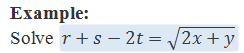 Example:
Solve r + s − 2t = √(2x + y)